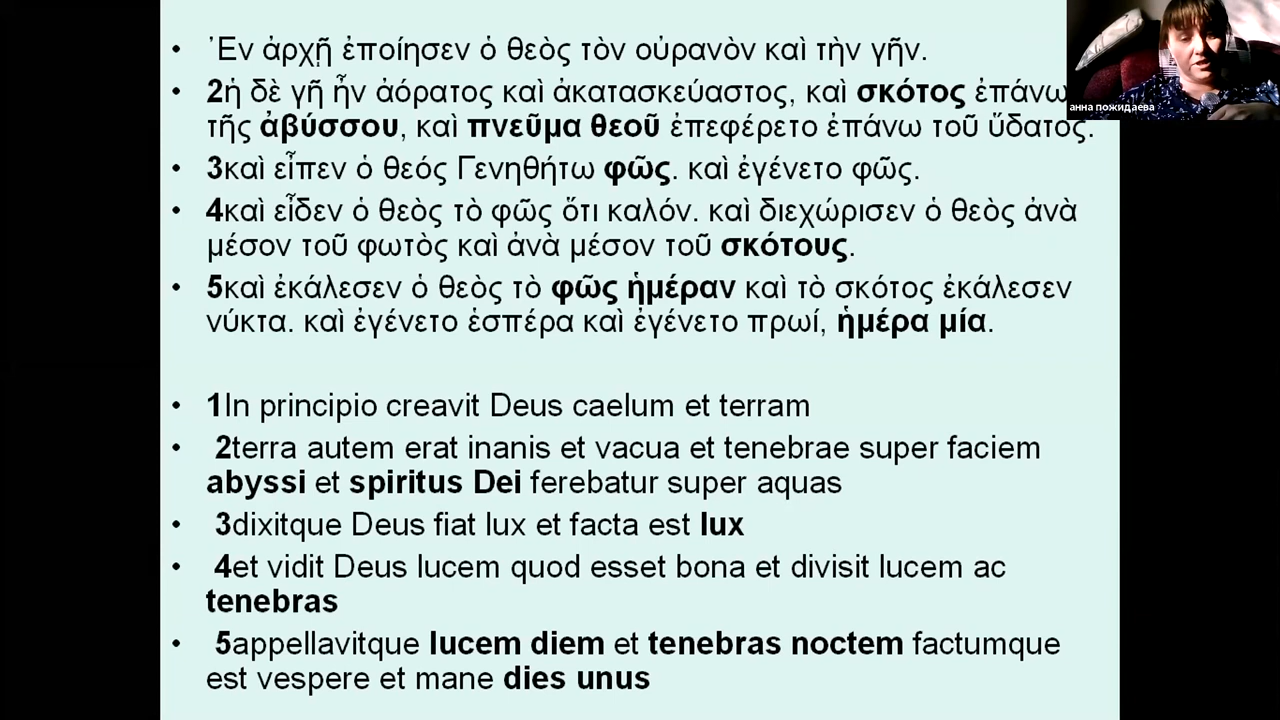 • Ἐν ἀρχῇ ἐποίησεν ὁ θεὸς τὸν οὐρανὸν καὶ τὴν γῆν.
• 2ἡ δὲ γῆ ἦν ἀόρατος καὶ ἀκατασκεύαστος, καὶ σκότος ἐπάνω
τῆς ἀβύσσου, καὶ πνεῦμα θεοῦ ἐπεφέρετο ἐπάνω τοῦ ὕδατος.
• 3καὶ εἶπεν ὁ θεός Γενηθήτω φῶς. καὶ ἐγένετο φῶς.
• 4καὶ εἶδεν ὁ θεὸς τὸ φῶς ὅτι καλόν. καὶ διεχώρισεν ὁ θεὸς ἀνὰ
μέσον τοῦ φωτὸς καὶ ἀνὰ μέσον τοῦ σκότους.
• 5καὶ ἐκάλεσεν ὁ θεὸς τὸ φῶς ἡμέραν καὶ τὸ σκότος ἐκάλεσεν
νύκτα. καὶ ἐγένετο ἑσπέρα καὶ ἐγένετο πρωί, ἡμέρα μία.
• 1In principio creavit Deus caelum et terram
• 2terra autem erat inanis et vacua et tenebrae super faciem
abyssi et spiritus Dei ferebatur super aquas
• 3dixitque Deus fiat lux et facta est lux
• 4et vidit Deus lucem quod esset bona et divisit lucem ac
tenebras
• 5appellavitque lucem diem et tenebras noctem factumque
est vespere et mane dies unus
анна пожидаева